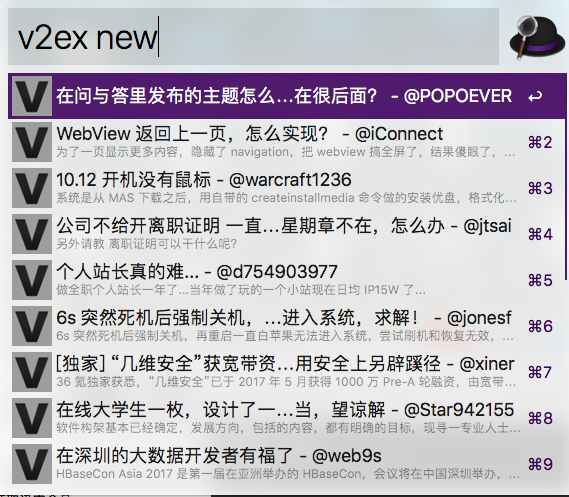 v2ex new
在问与答里发布的主题怎么...在很后面？ - @POPOEVER
WebView 返回上一页，怎么实现？ - @iConnect
为了一页显示更多内容，隐藏了 navigation，把 webview 搞全屏了，结果傻眼了，...
⌘2
10.12 开机没有鼠标 - @warcraft1236
系统是从 MAS 下载之后，用自带的 createinstallmedia 命令做的安装优盘，格式化...
⌘3
公司不给开离职证明 一直...星期章不在，怎么办 - @jtsai
另外请教 离职证明可以干什么呢？
⌘4
个人站长真的难... - @d754903977
做全职个人站长一年了...当年做了玩的一个小站现在日均 IP15W 了...
⌘5
6s 突然死机后强制关机，...进入系统，求解！ - @jonesf
6s 突然死机后强制关机，再重启一直白苹果无法进入系统，尝试刷机和恢复无效，...
⌘6
[独家] “几维安全”获宽带资...用安全上另辟蹊径 - @xiner
36 氪独家获悉，“几维安全”已于 2017 年 5 月获得 1000 万 Pre-A 轮融资，由宽带...
⌘7
在线大学生一枚，设计了一...当，望谅解 - @Star942155
软件构架基本已经确定，发展方向，包括的内容，都有明确的目标，现寻一专业人士...
⌘8
在深圳的大数据开发者有福了 - @web9s
HBaseCon Asia 2017 是第一届在亚洲举办的 HBaseCon，会议将在中国深圳举办，...
⌘9